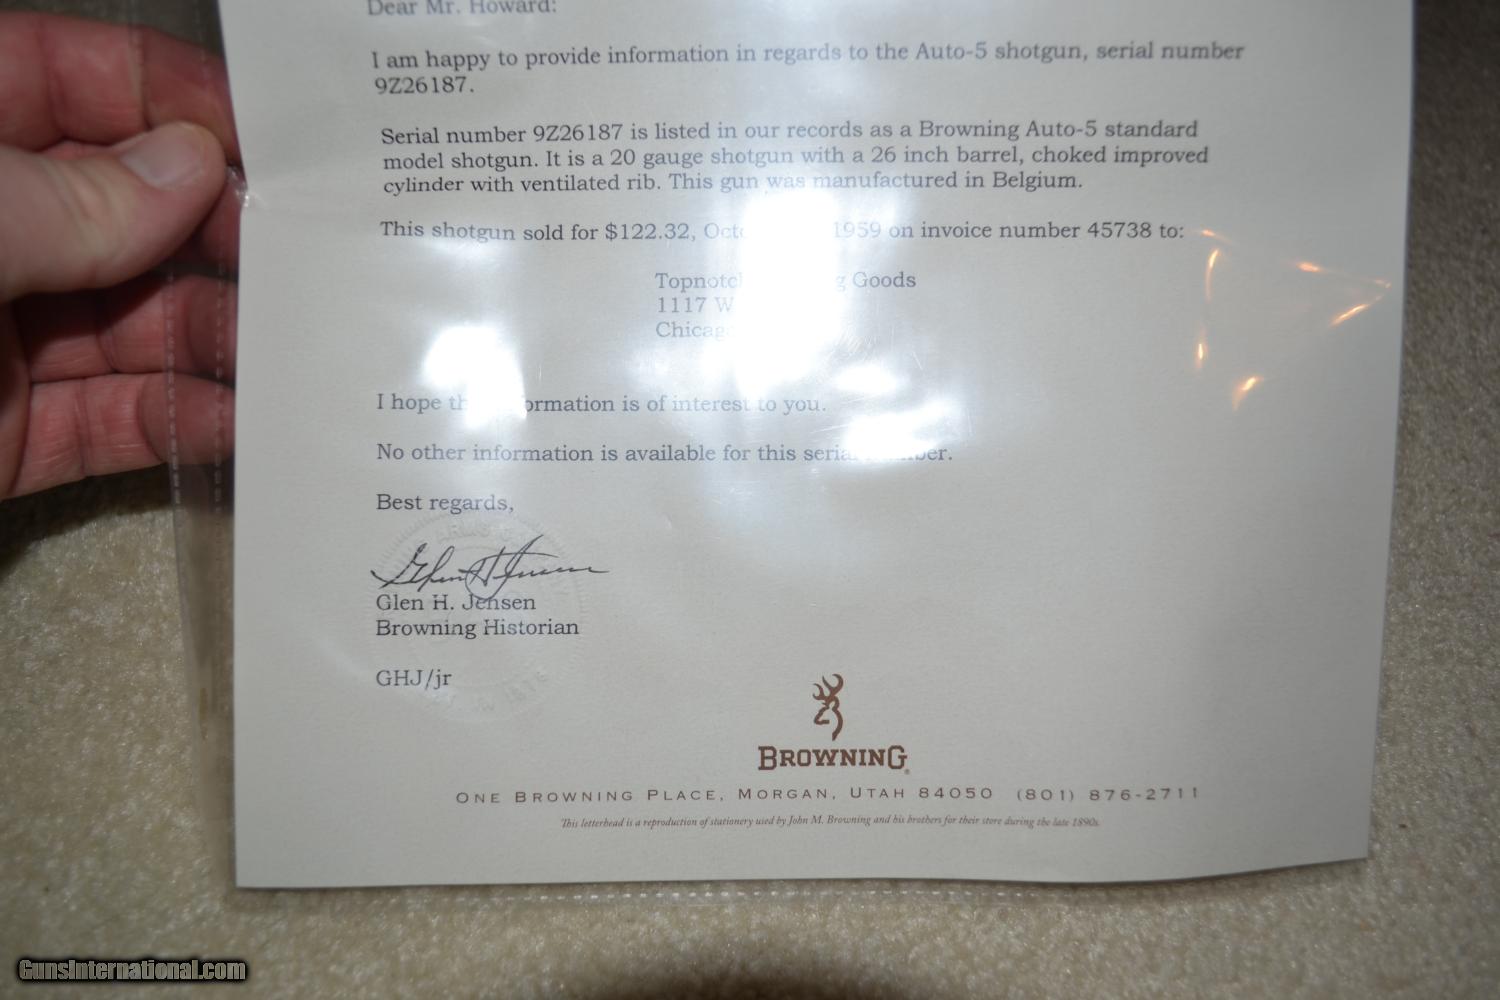 Dear Mr. Howard:
I am happy to provide information in regards to the Auto-5 shotgun, serial number
9Z26187.
Serial number 9Z26187 is listed in our records as a Browning Auto-5 standard
model shotgun. It is a 20 gauge shotgun with a 26 inch barrel, choked improved
cylinder with ventilated rib. This gun was manufactured in Belgium.
This shotgun sold for $122.32, 1959 on invoice number 45738 to:
Goods
1117 W
I hope is of interest to you.
No other information is available for this
Best regards,
Glen H. Jensen
Glen H. Jensen
Browning Historian
GHJ/jr
BROWNING
ONE BROWNING PLACE, MORGAN, UTAH 84050 (801) 876-2711
This letterhead is a reproduction of stationery used by John M. Browning and his brothers for their store during the late 1890s.
GunsInternational.com